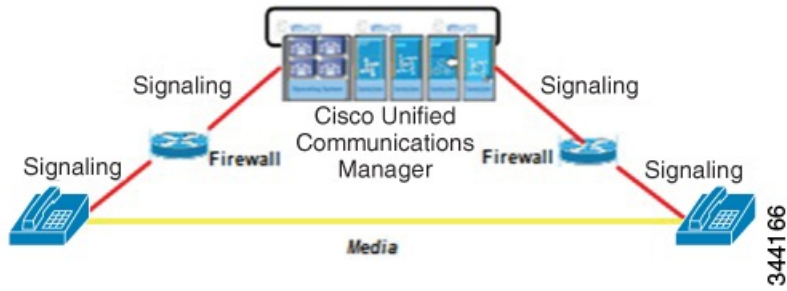 Signaling
Signaling
Cisco Unified
Communications
Manager
Firewall
Firewall
Signaling
Signaling
Media
344166